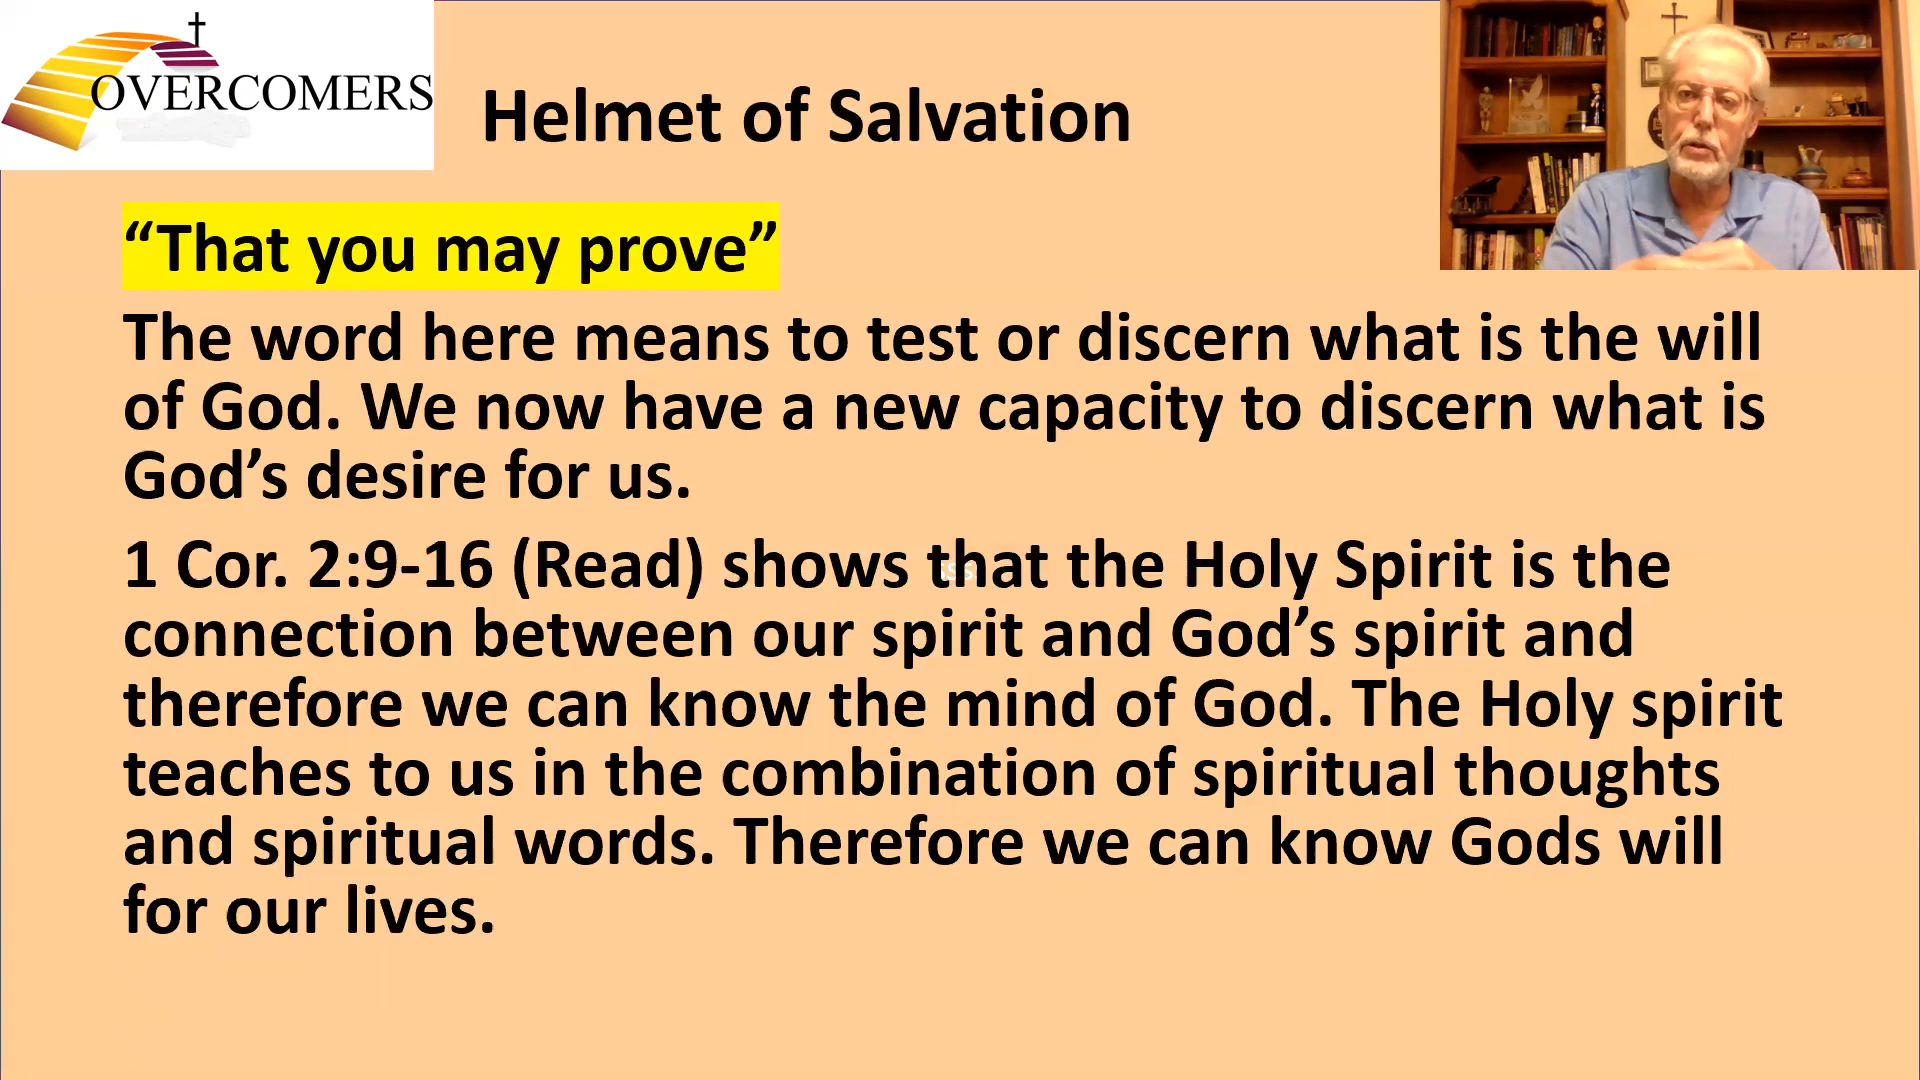 OVERCOMERS
Helmet of Salvation
“That you may prove”
The word here means to test or discern what is the will
of God. We now have a new capacity to discern what is
God’s desire for us.
1 Cor. 2:9-16 (Read) shows that the Holy Spirit is the
connection between our spirit and God’s spirit and
therefore we can know the mind of God. The Holy spirit
teaches to us in the combination of spiritual thoughts
and spiritual words. Therefore we can know Gods will
for our lives.